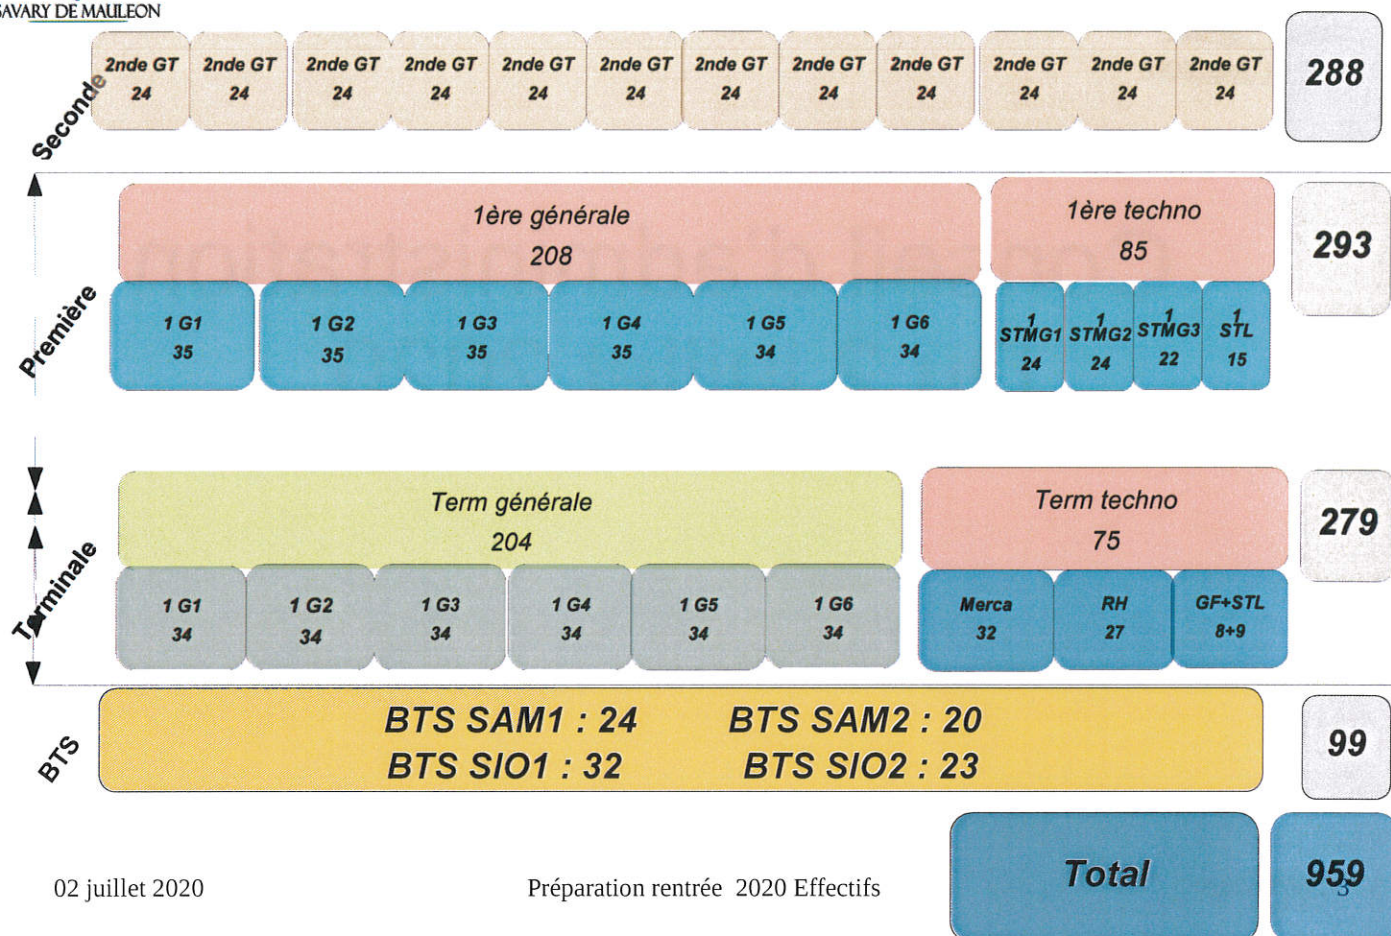 SAVARY DE MAULEON
2nde GT 2nde GT 2nde GT 2nde GT 2nde GT 2nde GT 2nde GT 2nde GT 2nde GT 2nde GT 2nde GT 2nde GT
24 24 24 24 24 24 24 24 24 24 24 24
288
Seconde
1ère générale
208
1ère techno
85
293
Première
1 G1 1 G2 1 G3 1 G4 1 G5 1 G6
35 35 35 35 34 34
1 1 1 1
STMG1 STMG2 STMG3 STL
24 24 22 15
Term générale
204
Term techno
75
279
Terminale
1 G1 1 G2 1 G3 1 G4 1 G5 1 G6
34 34 34 34 34 34
Merca RH GF+STL
32 27 8+9
BTS
BTS SAM1 : 24 BTS SAM2 : 20
BTS SIO1 : 32 BTS SIO2 : 23
99
Total 959
02 juillet 2020 Préparation rentrée 2020 Effectifs 3